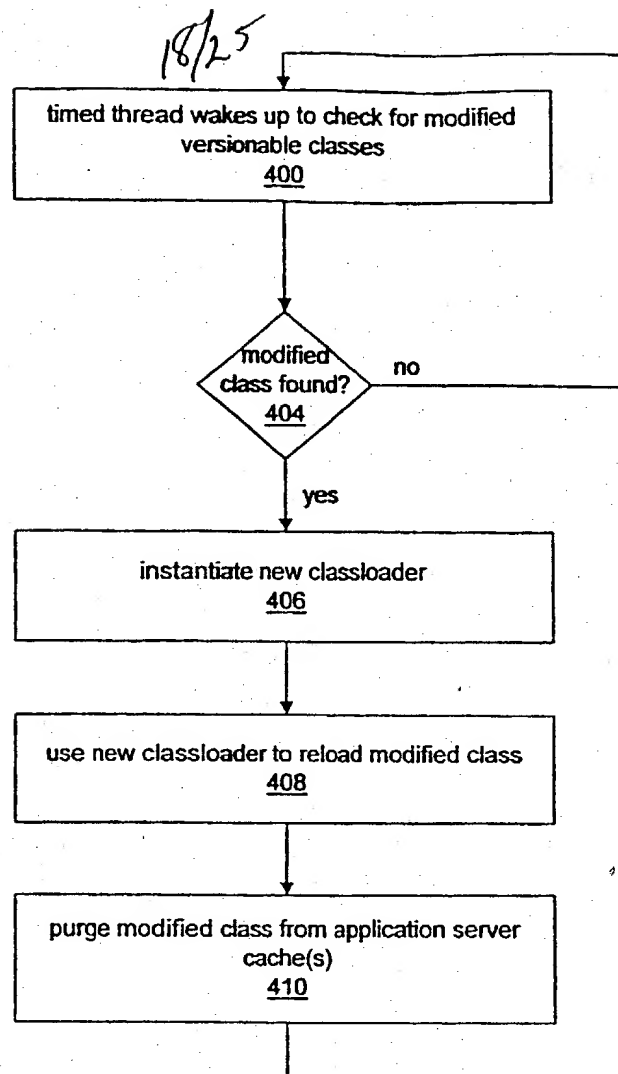 18/25
timed thread wakes up to check for modified
versionable classes
400
modified
class found?
404
no
yes
instantiate new classloader
406
use new classloader to reload modified class
408
purge modified class from application server
cache(s)
410